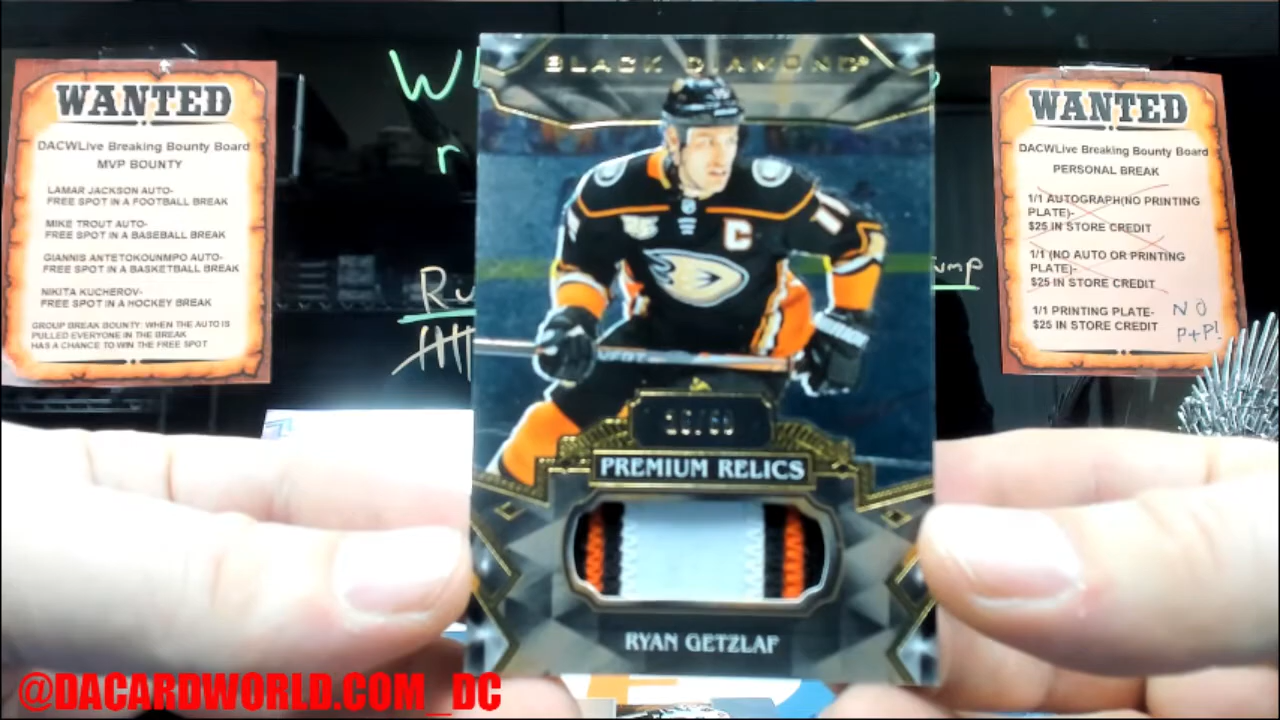 WANTED
DACWLive Breaking Bounty Board
MVP BOUNTY
LAMAR JACKSON AUTO-
FREE SPOT IN A FOOTBALL BREAK
MIKE TROUT AUTO-
FREE SPOT IN A BASEBALL BREAK
GIANNIS ANTETOKOUNMPO AUTO-
FREE SPOT IN A BASKETBALL BREAK
NIKITA KUCHEROV-
FREE SPOT IN A HOCKEY BREAK
GROUP BREAK BOUNTY: WHEN THE AUTO IS
PULLED EVERYONE IN THE BREAK
HAS A CHANCE TO WIN THE FREE SPOT
BLACK DIAMOND
C
PREMIUM RELICS
RYAN GETZLAF
WANTED
DACWLive Breaking Bounty Board
PERSONAL BREAK
1/1 AUTOGRAPH(NO PRINTING
PLATE)-
$25 IN STORE CREDIT
1/1 (NO AUTO OR PRINTING
PLATE)-
$25 IN STORE CREDIT
1/1 PRINTING PLATE-
$25 IN STORE CREDIT
NO
P+P!
@DACARDWORLD.COM_DC